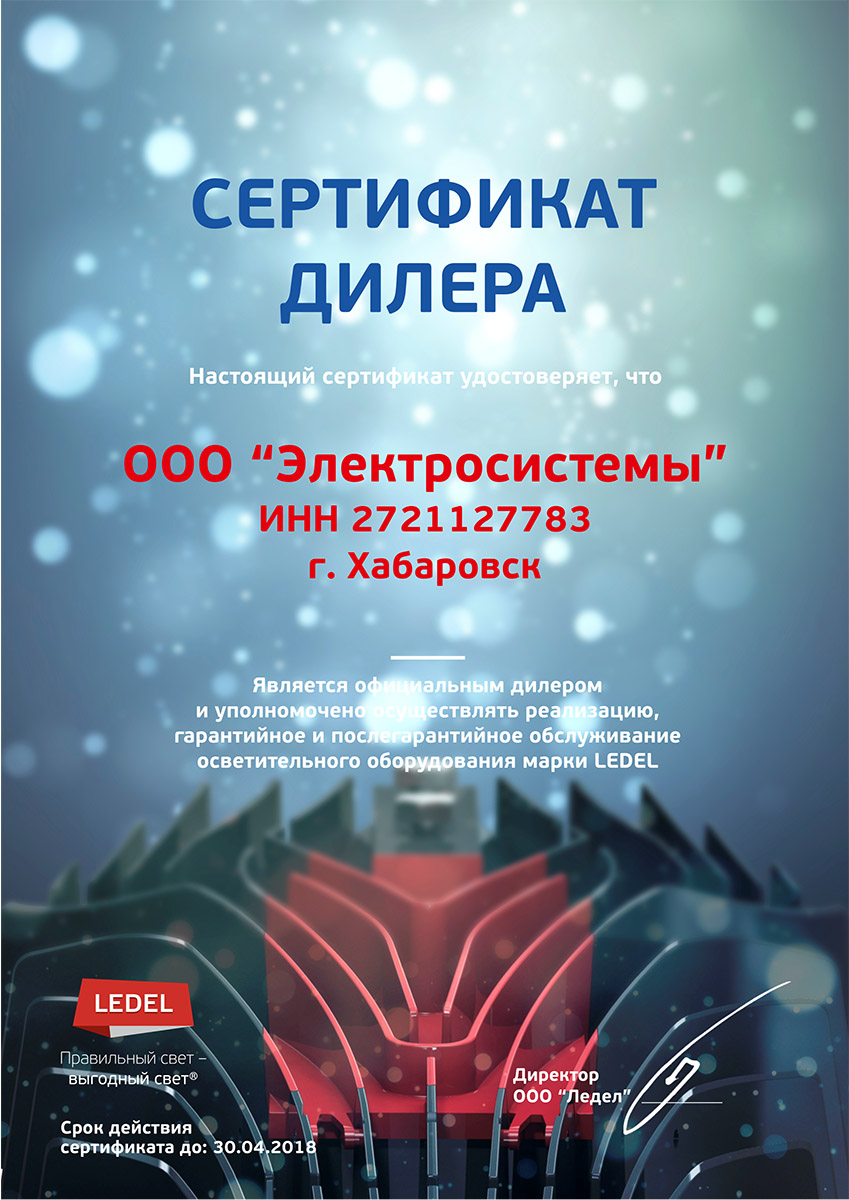 СЕРТИФИКАТ
ДИЛЕРА
Настоящий сертификат удостоверяет, что
ООО “Электросистемы”
ИНН 2721127783
г. Хабаровск
Является официальным дилером
и уполномочено осуществлять реализацию,
гарантийное и послегарантийное обслуживание
осветительного оборудования марки LEDEL
LEDEL
Правильный свет –
выгодный свет®
Директор
ООО “Ледел”
Срок действия
сертификата до: 30.04.2018